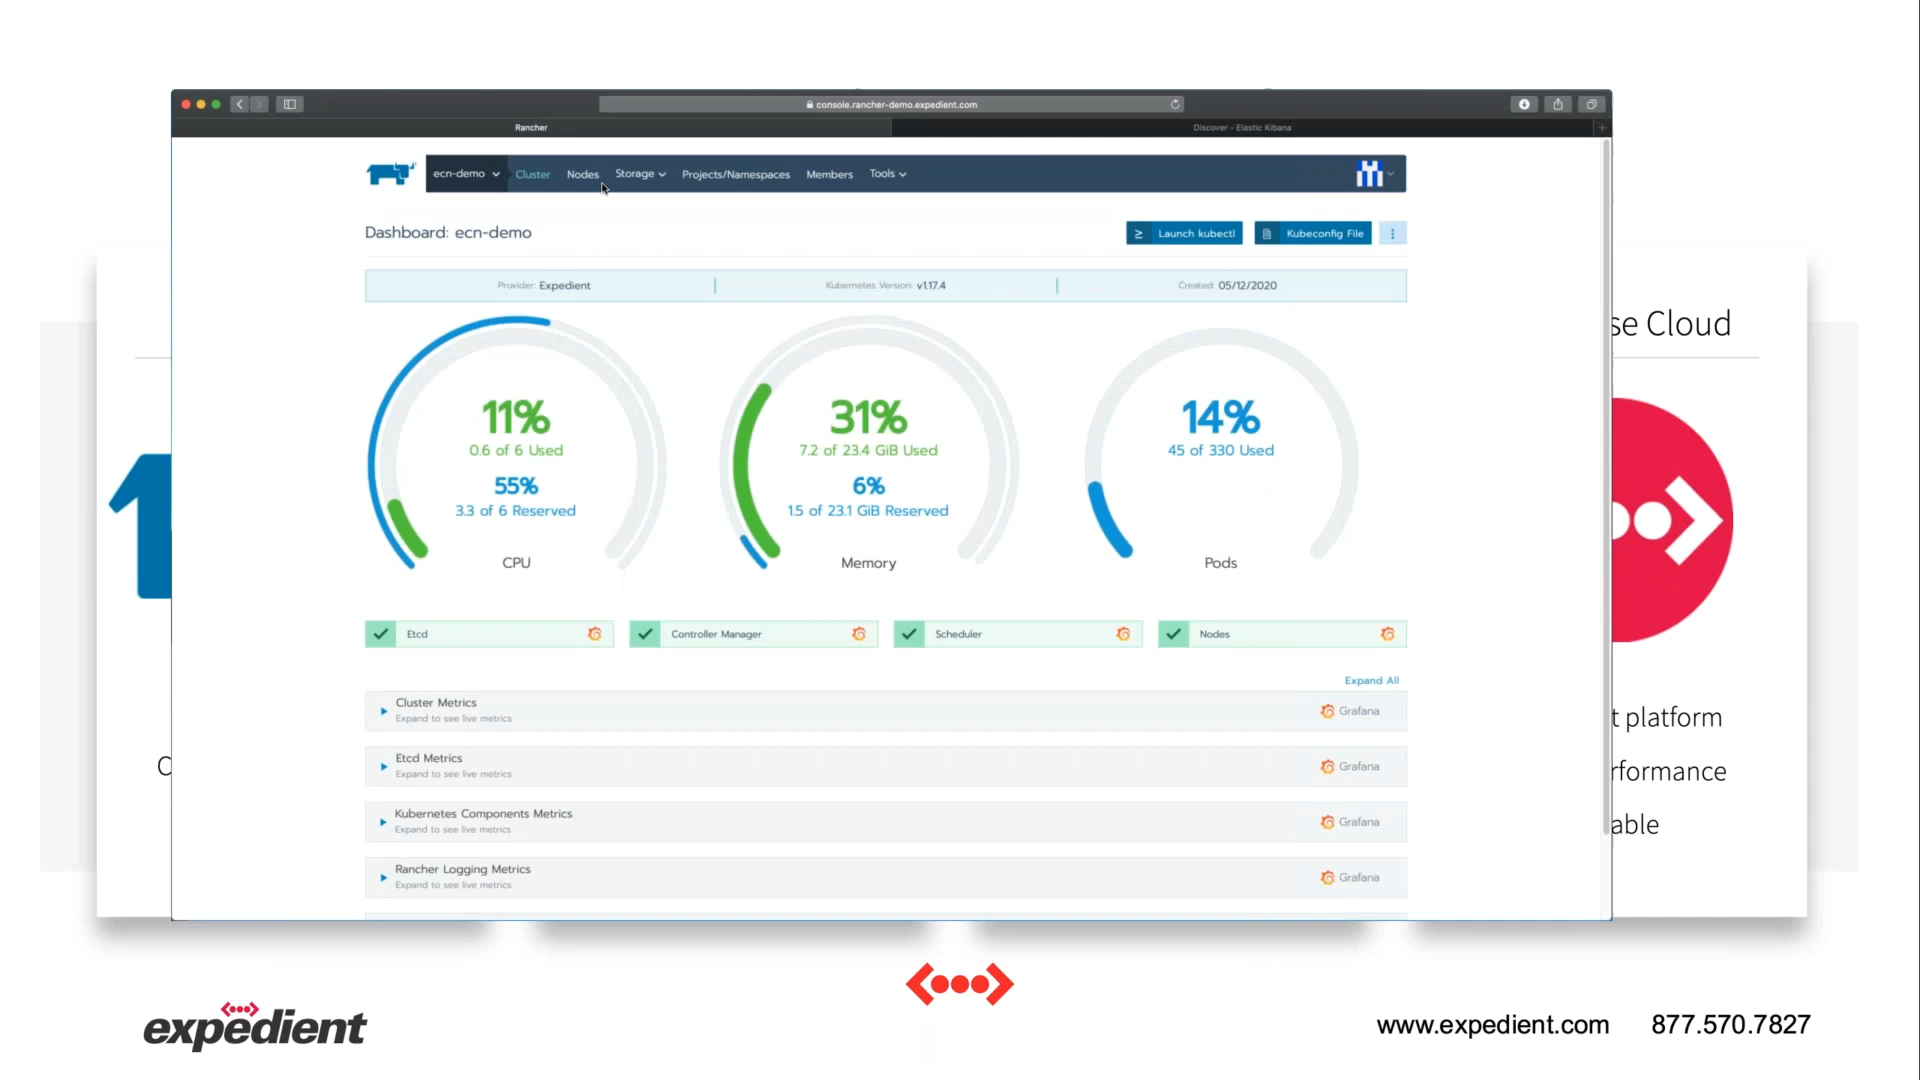 console.rancher-demo.expedient.com
Rancher
Discover - Elastic Kibana
ecn-demo
Cluster
Nodes
Storage
Projects/Namespaces
Members
Tools
Dashboard: ecn-demo
Launch kubectl
Kubeconfig File
Provider: Expedient
Kubernetes Version: v1.17.4
Created: 05/12/2020
11%
0.6 of 6 Used
55%
3.3 of 6 Reserved
CPU
31%
7.2 of 23.4 GiB Used
6%
1.5 of 23.1 GiB Reserved
Memory
14%
45 of 330 Used
Pods
Etcd
Controller Manager
Scheduler
Nodes
Expand All
Cluster Metrics
Expand to see live metrics
Grafana
Etcd Metrics
Expand to see live metrics
Grafana
Kubernetes Components Metrics
Expand to see live metrics
Grafana
Rancher Logging Metrics
Expand to see live metrics
Grafana
se Cloud
t platform
rformance
able
expedient
www.expedient.com
877.570.7827